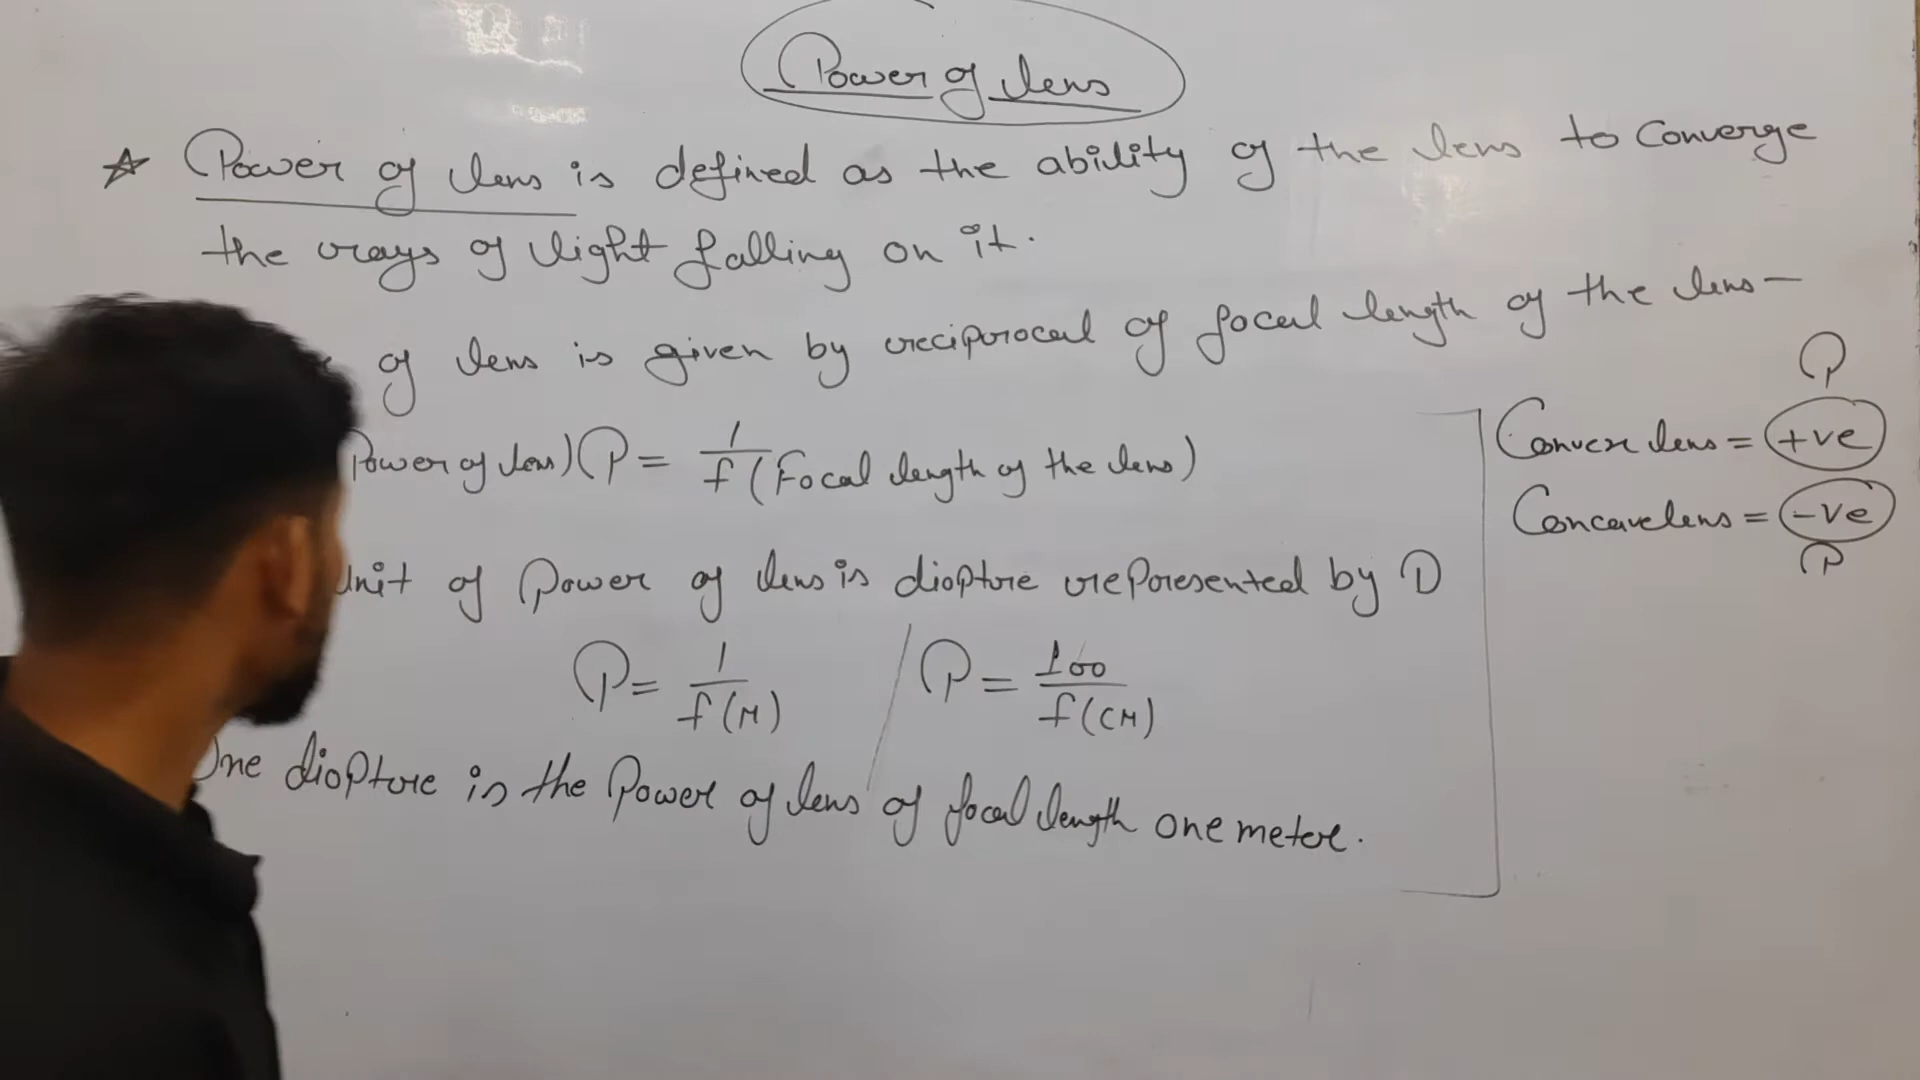 Power of lens
☆ Power of lens is defined as the ability of the lens to Converge
the rays of light falling on it.
of lens is given by reciprocal of focal length of the lens—
P
Power of lens) P = 1/f (Focal length of the lens)
Convex lens = +ve
Concave lens = -ve
P
Unit of Power of lens is dioptre represented by D
P = 1/f(M) / P = 100/f(CM)
One dioptre is the Power of lens of focal length one meter.